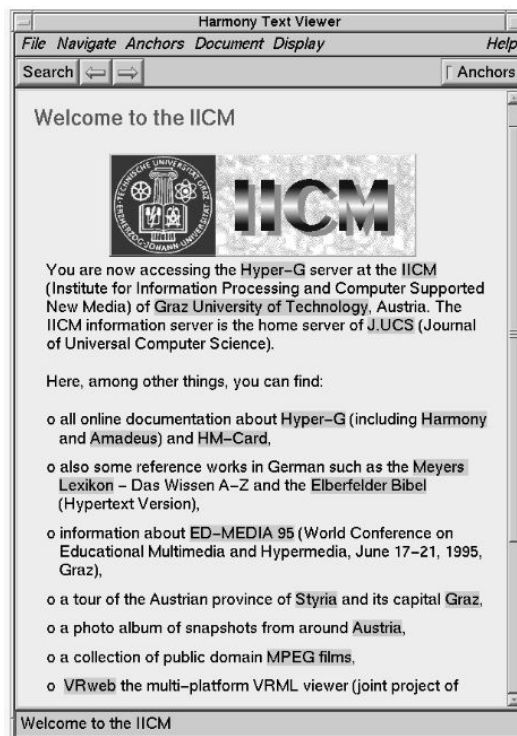 Harmony Text Viewer
File Navigate Anchors Document Display Help
Search Anchors
Welcome to the IICM
TECHNISCHE UNIVERSITÄT GRAZ
ERZHERZOG-JOHANN-UNIVERSITÄT
IICM
You are now accessing the Hyper-G server at the IICM
(Institute for Information Processing and Computer Supported
New Media) of Graz University of Technology, Austria. The
IICM information server is the home server of J.UCS (Journal
of Universal Computer Science).
Here, among other things, you can find:
o all online documentation about Hyper-G (including Harmony
and Amadeus) and HM-Card,
o also some reference works in German such as the Meyers
Lexikon - Das Wissen A-Z and the Elberfelder Bibel
(Hypertext Version),
o information about ED-MEDIA 95 (World Conference on
Educational Multimedia and Hypermedia, June 17-21, 1995,
Graz),
o a tour of the Austrian province of Styria and its capital Graz,
o a photo album of snapshots from around Austria,
o a collection of public domain MPEG films,
o VRweb the multi-platform VRML viewer (joint project of
Welcome to the IICM